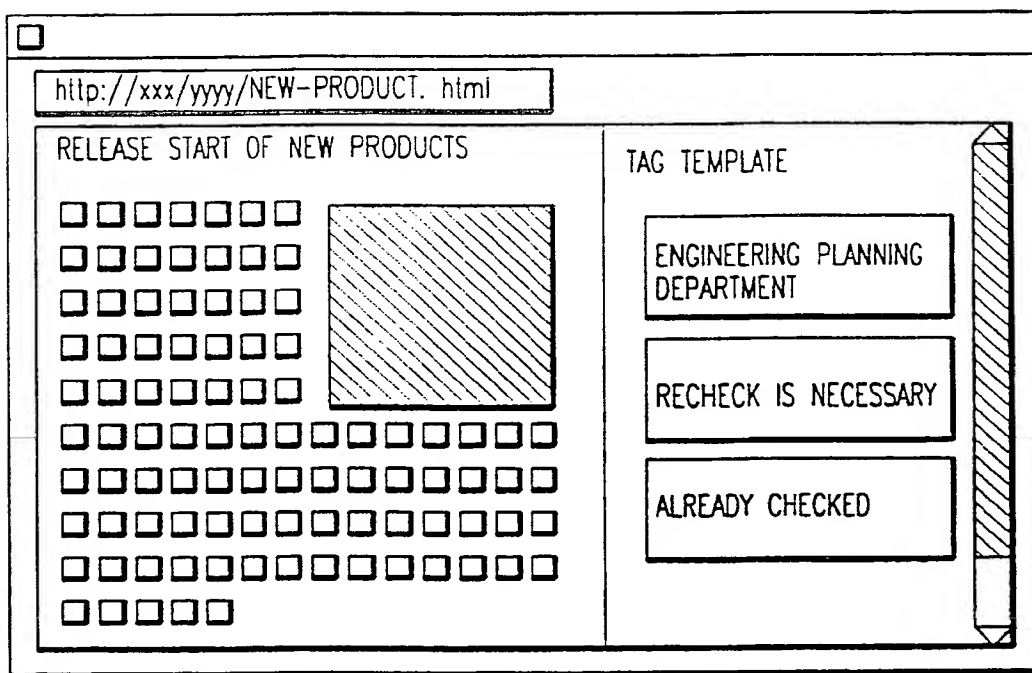 http://xxx/yyyy/NEW-PRODUCT. html
RELEASE START OF NEW PRODUCTS
TAG TEMPLATE
ENGINEERING PLANNING
DEPARTMENT
RECHECK IS NECESSARY
ALREADY CHECKED